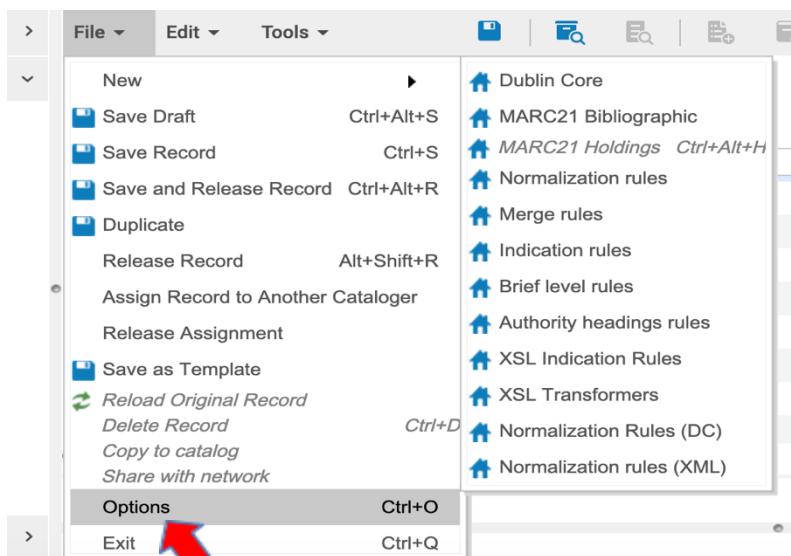 File Edit Tools
New
Save Draft Ctrl+Alt+S
Save Record Ctrl+S
Save and Release Record Ctrl+Alt+R
Duplicate
Release Record Alt+Shift+R
Assign Record to Another Cataloger
Release Assignment
Save as Template
Reload Original Record
Delete Record Ctrl+D
Copy to catalog
Share with network
Options Ctrl+O
Exit Ctrl+Q
Dublin Core
MARC21 Bibliographic
MARC21 Holdings Ctrl+Alt+H
Normalization rules
Merge rules
Indication rules
Brief level rules
Authority headings rules
XSL Indication Rules
XSL Transformers
Normalization Rules (DC)
Normalization rules (XML)